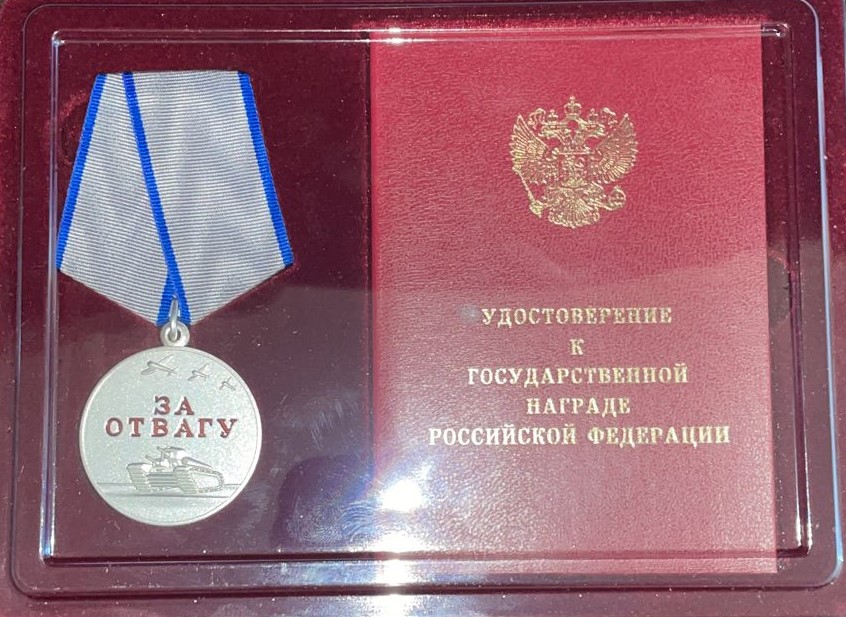 ЗА
ОТВАГУ
УДОСТОВЕРЕНИЕ
К
ГОСУДАРСТВЕННОЙ
НАГРАДЕ
РОССИЙСКОЙ ФЕДЕРАЦИИ